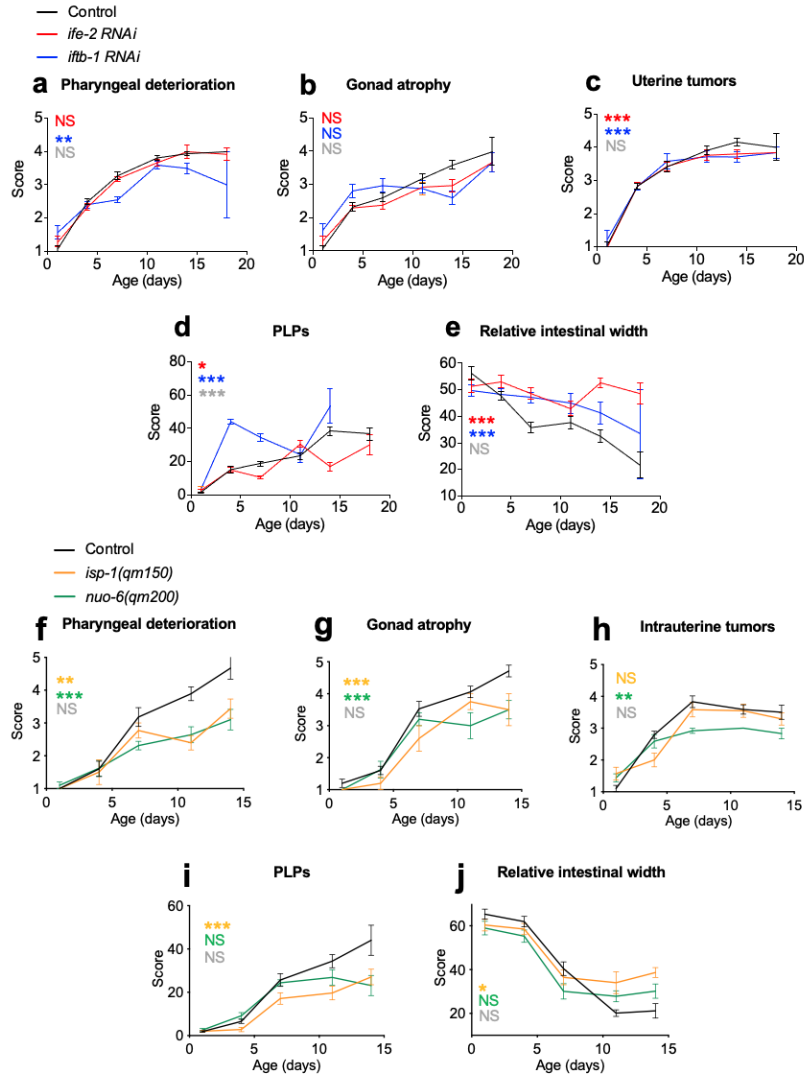 Control
ife-2 RNAi
iftb-1 RNAi
a Pharyngeal deterioration
b Gonad atrophy
c Uterine tumors
NS
**
NS
Score
5
4
3
2
1
0 5 10 15 20
Age (days)
NS
NS
NS
Score
5
4
3
2
1
0 5 10 15 20
Age (days)
***
***
NS
Score
5
4
3
2
1
0 5 10 15 20
Age (days)
d PLPs
e Relative intestinal width
*
***
***
Score
80
60
40
20
0
0 5 10 15 20
Age (days)
***
***
NS
Score
60
50
40
30
20
10
0 5 10 15 20
Age (days)
Control
isp-1(qm150)
nuo-6(qm200)
f Pharyngeal deterioration
g Gonad atrophy
h Intrauterine tumors
**
***
NS
Score
5
4
3
2
1
0 5 10 15
Age (days)
***
***
NS
Score
5
4
3
2
1
0 5 10 15
Age (days)
NS
**
NS
Score
5
4
3
2
1
0 5 10 15
Age (days)
i PLPs
j Relative intestinal width
***
NS
NS
Score
60
40
20
0
0 5 10 15
Age (days)
*
NS
NS
Score
60
40
20
0 5 10 15
Age (days)